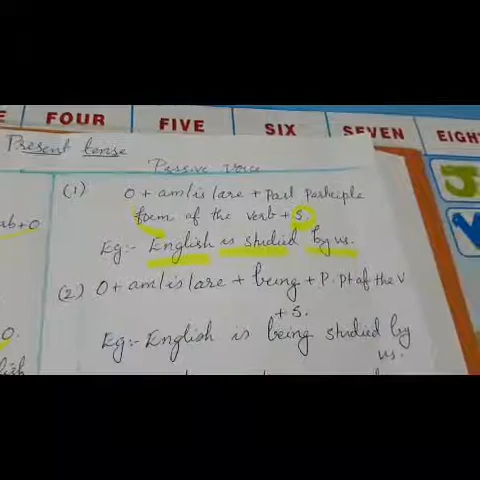 FOUR FIVE SIX SEVEN EIGH
Present tense
Passive voice
(1) O + am/is/are + Past Participle
form of the verb + S.
Eg:- English is studied by us.
(2) O + am/is/are + being + P. Pt of the V
+ S.
Eg:- English is being studied by
us.
+O
O.
J
V